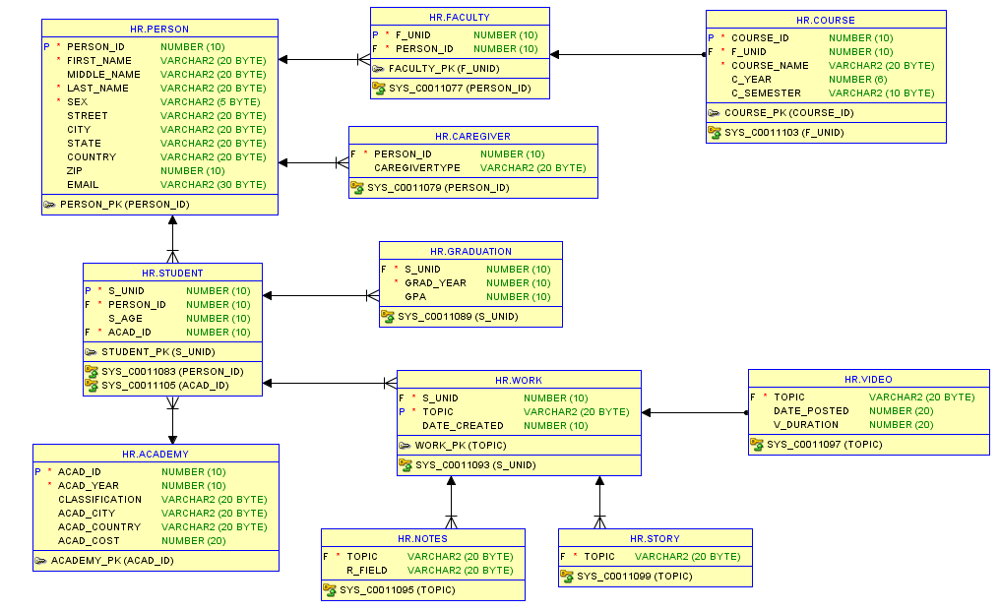 HR.PERSON
P * PERSON_ID NUMBER (10)
* FIRST_NAME VARCHAR2 (20 BYTE)
MIDDLE_NAME VARCHAR2 (20 BYTE)
* LAST_NAME VARCHAR2 (20 BYTE)
* SEX VARCHAR2 (5 BYTE)
STREET VARCHAR2 (20 BYTE)
CITY VARCHAR2 (20 BYTE)
STATE VARCHAR2 (20 BYTE)
COUNTRY VARCHAR2 (20 BYTE)
ZIP NUMBER (10)
EMAIL VARCHAR2 (30 BYTE)
PERSON_PK (PERSON_ID)
HR.FACULTY
P * F_UNID NUMBER (10)
F * PERSON_ID NUMBER (10)
FACULTY_PK (F_UNID)
SYS_C0011077 (PERSON_ID)
HR.COURSE
P * COURSE_ID NUMBER (10)
F * F_UNID NUMBER (10)
* COURSE_NAME VARCHAR2 (20 BYTE)
C_YEAR NUMBER (6)
C_SEMESTER VARCHAR2 (10 BYTE)
COURSE_PK (COURSE_ID)
SYS_C0011103 (F_UNID)
HR.CAREGIVER
F * PERSON_ID NUMBER (10)
CAREGIVERTYPE VARCHAR2 (20 BYTE)
SYS_C0011079 (PERSON_ID)
HR.STUDENT
P * S_UNID NUMBER (10)
F * PERSON_ID NUMBER (10)
S_AGE NUMBER (10)
F * ACAD_ID NUMBER (10)
STUDENT_PK (S_UNID)
SYS_C0011083 (PERSON_ID)
SYS_C0011105 (ACAD_ID)
HR.GRADUATION
F * S_UNID NUMBER (10)
* GRAD_YEAR NUMBER (10)
GPA NUMBER (10)
SYS_C0011089 (S_UNID)
HR.WORK
F * S_UNID NUMBER (10)
P * TOPIC VARCHAR2 (20 BYTE)
DATE_CREATED NUMBER (10)
WORK_PK (TOPIC)
SYS_C0011093 (S_UNID)
HR.VIDEO
F * TOPIC VARCHAR2 (20 BYTE)
DATE_POSTED NUMBER (20)
V_DURATION NUMBER (20)
SYS_C0011097 (TOPIC)
HR.ACADEMY
P * ACAD_ID NUMBER (10)
* ACAD_YEAR NUMBER (10)
CLASSIFICATION VARCHAR2 (20 BYTE)
ACAD_CITY VARCHAR2 (20 BYTE)
ACAD_COUNTRY VARCHAR2 (20 BYTE)
ACAD_COST NUMBER (20)
ACADEMY_PK (ACAD_ID)
HR.NOTES
F * TOPIC VARCHAR2 (20 BYTE)
R_FIELD VARCHAR2 (20 BYTE)
SYS_C0011095 (TOPIC)
HR.STORY
F * TOPIC VARCHAR2 (20 BYTE)
SYS_C0011099 (TOPIC)